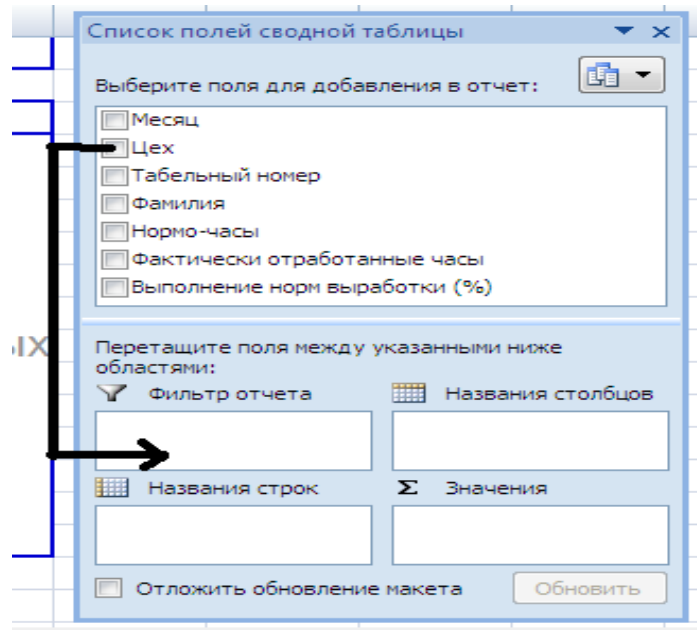 Список полей сводной таблицы
Выберите поля для добавления в отчет:
Месяц
Цех
Табельный номер
Фамилия
Нормо-часы
Фактически отработанные часы
Выполнение норм выработки (%)
ых
Перетащите поля между указанными ниже
областями:
Фильтр отчета
Названия столбцов
Названия строк
Σ Значения
Отложить обновление макета
Обновить